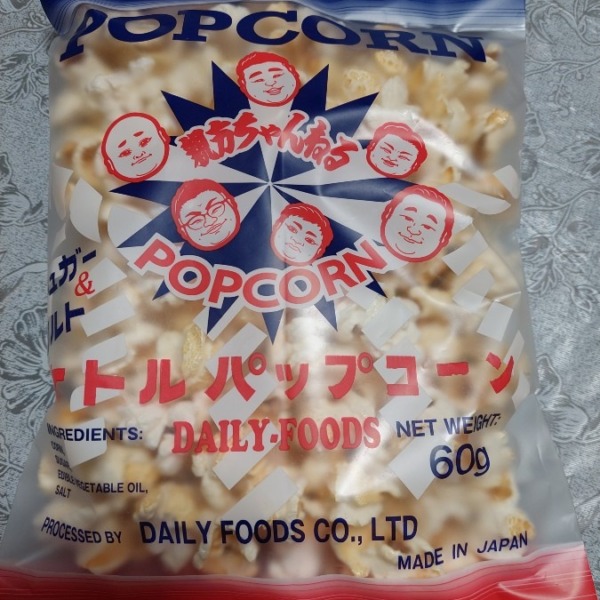 POPCORN
親方ちゃんねる
POPCORN
ュガー
&
ルト
トル パップコーン
INGREDIENTS:
DAILY-FOODS
NET WEIGHT:
60g
CORN,
SUGAR,
EDIBLE VEGETABLE OIL,
SALT
PROCESSED BY DAILY FOODS CO., LTD
MADE IN JAPAN